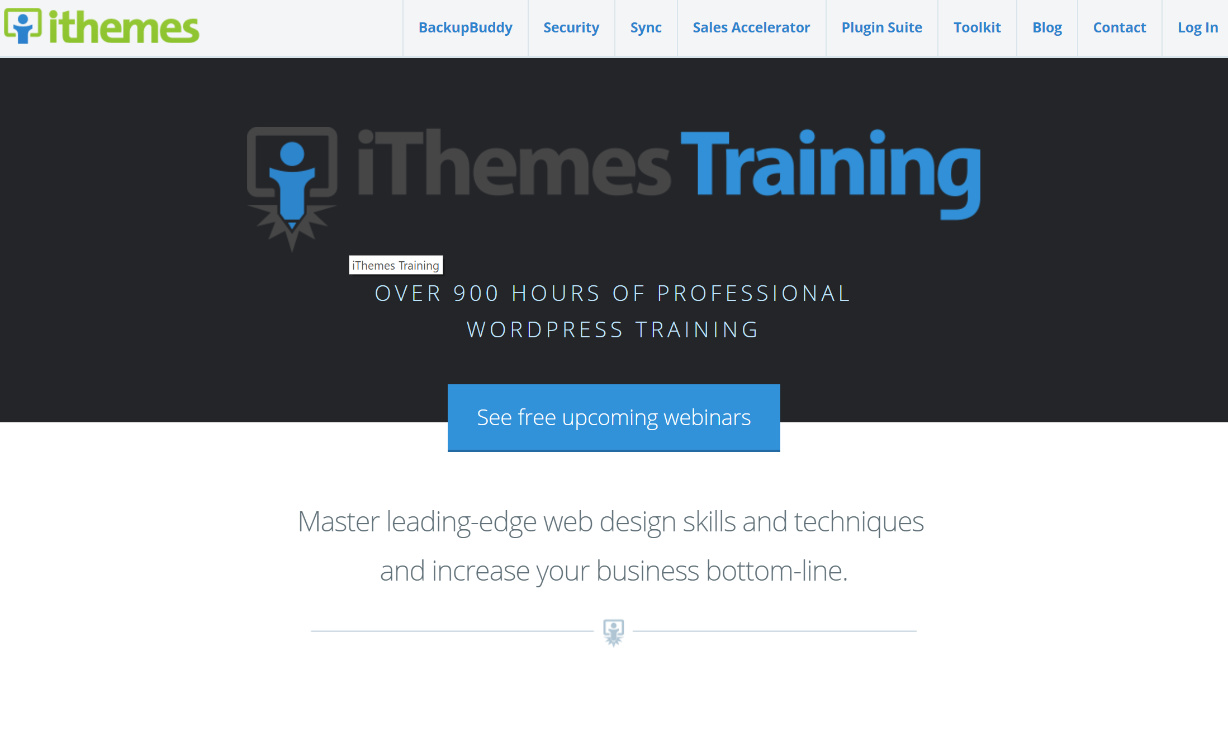 ithemes
BackupBuddy Security Sync Sales Accelerator Plugin Suite Toolkit Blog Contact Log In
iThemes Training
iThemes Training
OVER 900 HOURS OF PROFESSIONAL
WORDPRESS TRAINING
See free upcoming webinars
Master leading-edge web design skills and techniques
and increase your business bottom-line.